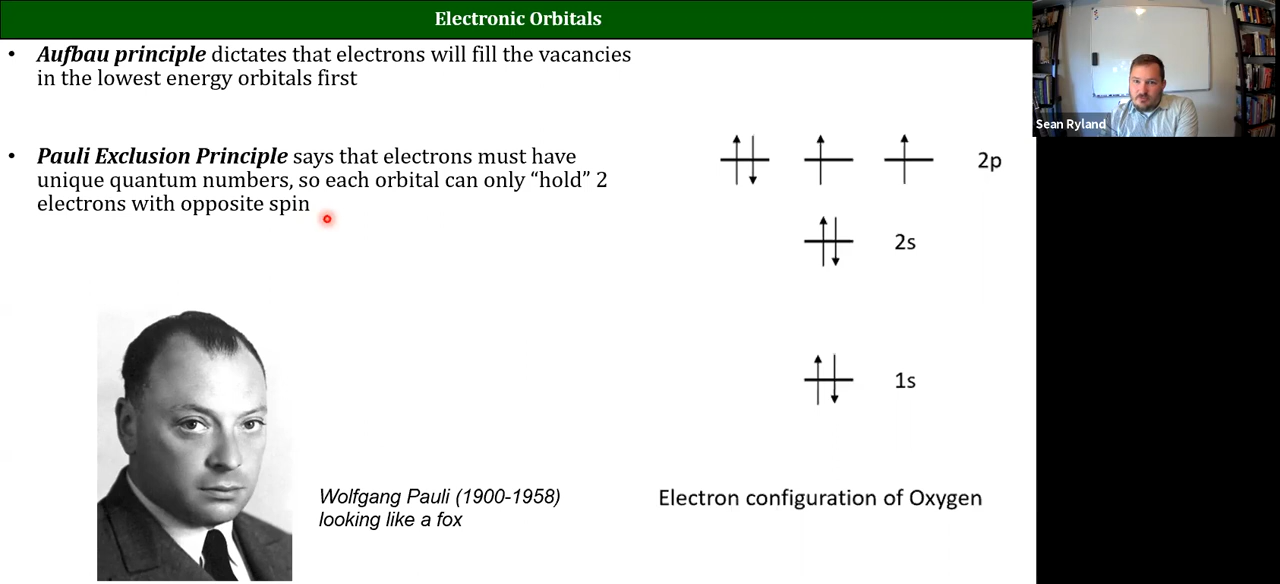 Electronic Orbitals
• Aufbau principle dictates that electrons will fill the vacancies
in the lowest energy orbitals first
• Pauli Exclusion Principle says that electrons must have
unique quantum numbers, so each orbital can only “hold” 2
electrons with opposite spin
2p
2s
1s
Wolfgang Pauli (1900-1958)
looking like a fox
Electron configuration of Oxygen
Sean Ryland